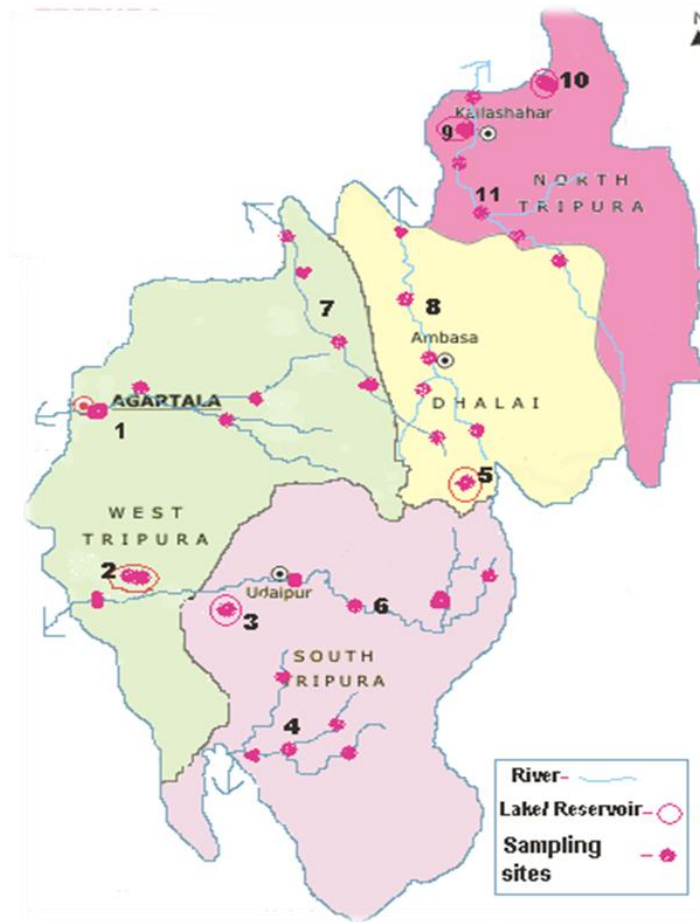 N
10
Kailashahar
9
NORTH
TRIPURA
11
7
8
Ambasa
AGARTALA
DHALAI
1
5
WEST
TRIPURA
2
Udaipur
6
3
SOUTH
TRIPURA
4
River-
Lake/ Reservoir-
Sampling
sites